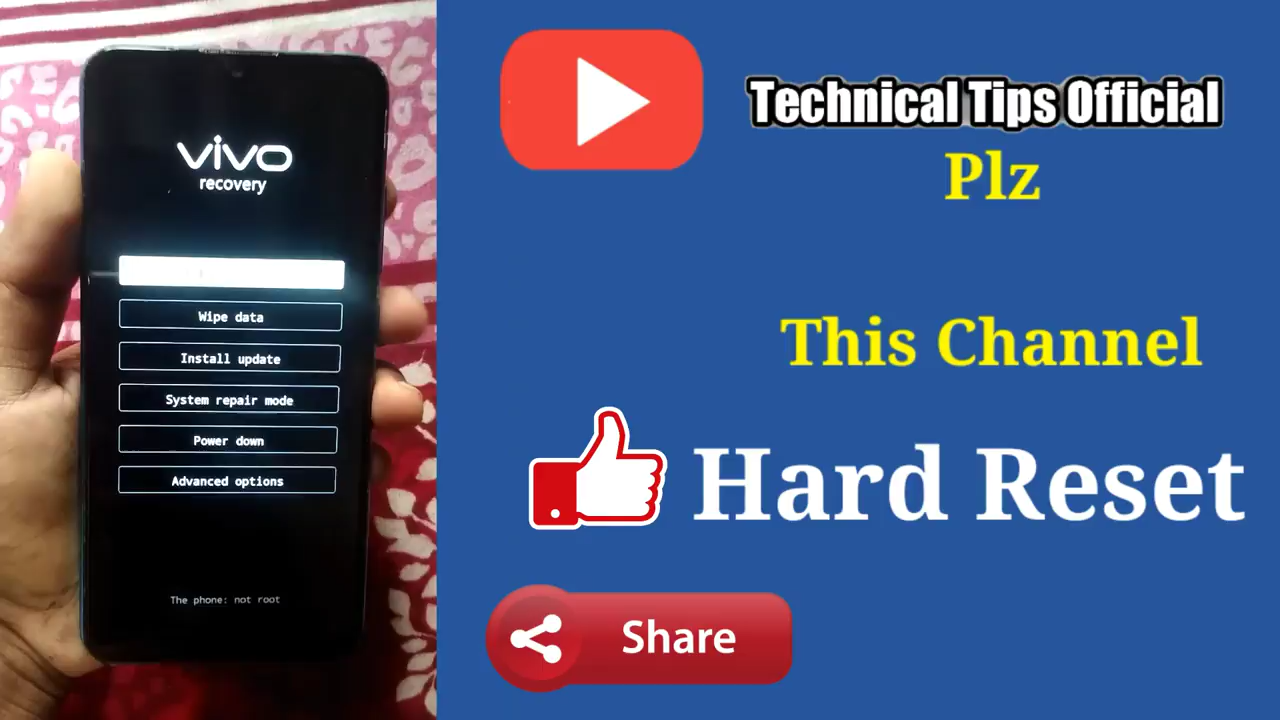 vivo
recovery
Wipe data
Install update
System repair mode
Power down
Advanced options
The phone: not root
Technical Tips Official
Plz
This Channel
Hard Reset
Share